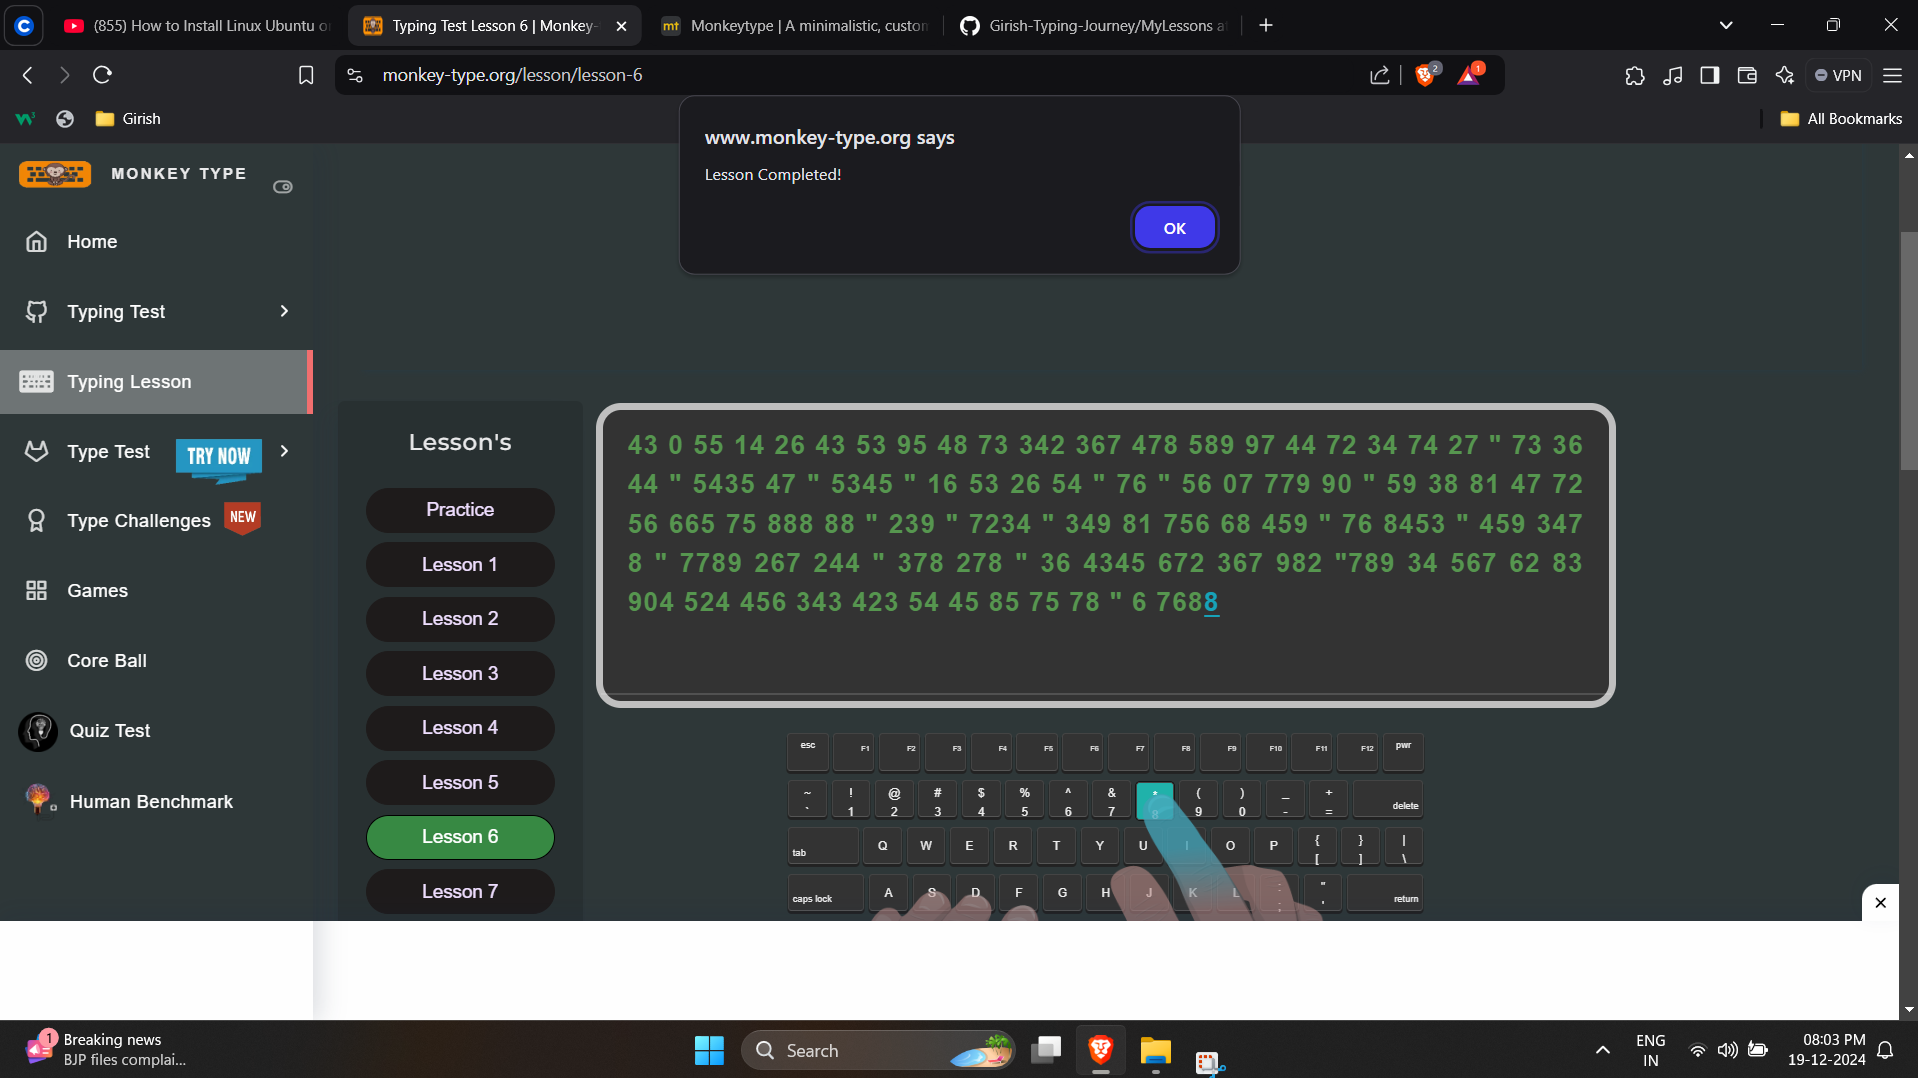 (855) How to Install Linux Ubuntu o
Typing Test Lesson 6 | Monkey-
mt Monkeytype | A minimalistic, custom
Girish-Typing-Journey/MyLessons a
monkey-type.org/lesson/lesson-6
2
1
VPN
Girish
All Bookmarks
www.monkey-type.org says
Lesson Completed!
OK
MONKEY TYPE
Home
Typing Test
Typing Lesson
Type Test
TRY NOW
Type Challenges
NEW
Games
Core Ball
Quiz Test
Human Benchmark
Lesson's
Practice
Lesson 1
Lesson 2
Lesson 3
Lesson 4
Lesson 5
Lesson 6
Lesson 7
43 0 55 14 26 43 53 95 48 73 342 367 478 589 97 44 72 34 74 27 " 73 36
44 " 5435 47 " 5345 " 16 53 26 54 " 76 " 56 07 779 90 " 59 38 81 47 72
56 665 75 888 88 " 239 " 7234 " 349 81 756 68 459 " 76 8453 " 459 347
8 " 7789 267 244 " 378 278 " 36 4345 672 367 982 "789 34 567 62 83
904 524 456 343 423 54 45 85 75 78 " 6 7688
esc F1 F2 F3 F4 F5 F6 F7 F8 F9 F10 F11 F12 pwr
~ ! @ # $ % ^ & * ( ) _ +
` 1 2 3 4 5 6 7 8 9 0 - = delete
tab Q W E R T Y U I O P { [ } ] | \
caps lock A S D F G H J K L : ; " ' return
1
Breaking news
BJP files complai...
Search
ENG
IN
08:03 PM
19-12-2024